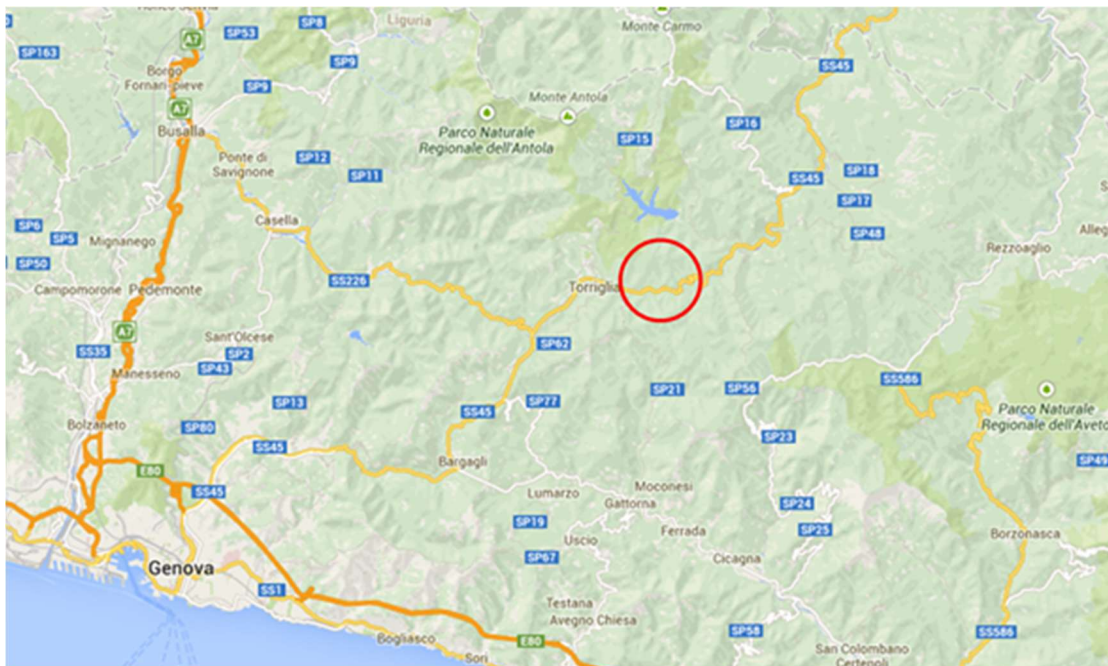 Liguria
SP8
Monte Carmo
A7
SP53
SP163
SP9
SS45
Borgo
Fornari-pieve
SP9
A7
Monte Antola
Busalla
Parco Naturale
Regionale dell'Antola
SP15
SP16
Ponte di
Savignone
SP12
SP11
SS45
SP18
SP17
Casella
SP6
SP5
Mignanego
SP48
Alleg
Rezzoaglio
SP50
Campomorone
Pedemonte
SS226
Torriglia
A7
Sant'Olcese
SP62
SS35
SP2
SP43
Manesseno
SP21
SP56
SS586
SP13
SP77
SS45
Parco Naturale
Regionale dell'Aveto
Bolzaneto
SP80
SS45
SP23
Bargagli
SP49
E80
SS45
Lumarzo
Moconesi
Gattorna
SP24
SP19
SP25
Uscio
Ferrada
Borzonasca
SP67
Cicagna
Genova
SS1
Testana
Avegno Chiesa
SP58
SS586
Bogliasco
E80
Sori
San Colombano
Certenoli